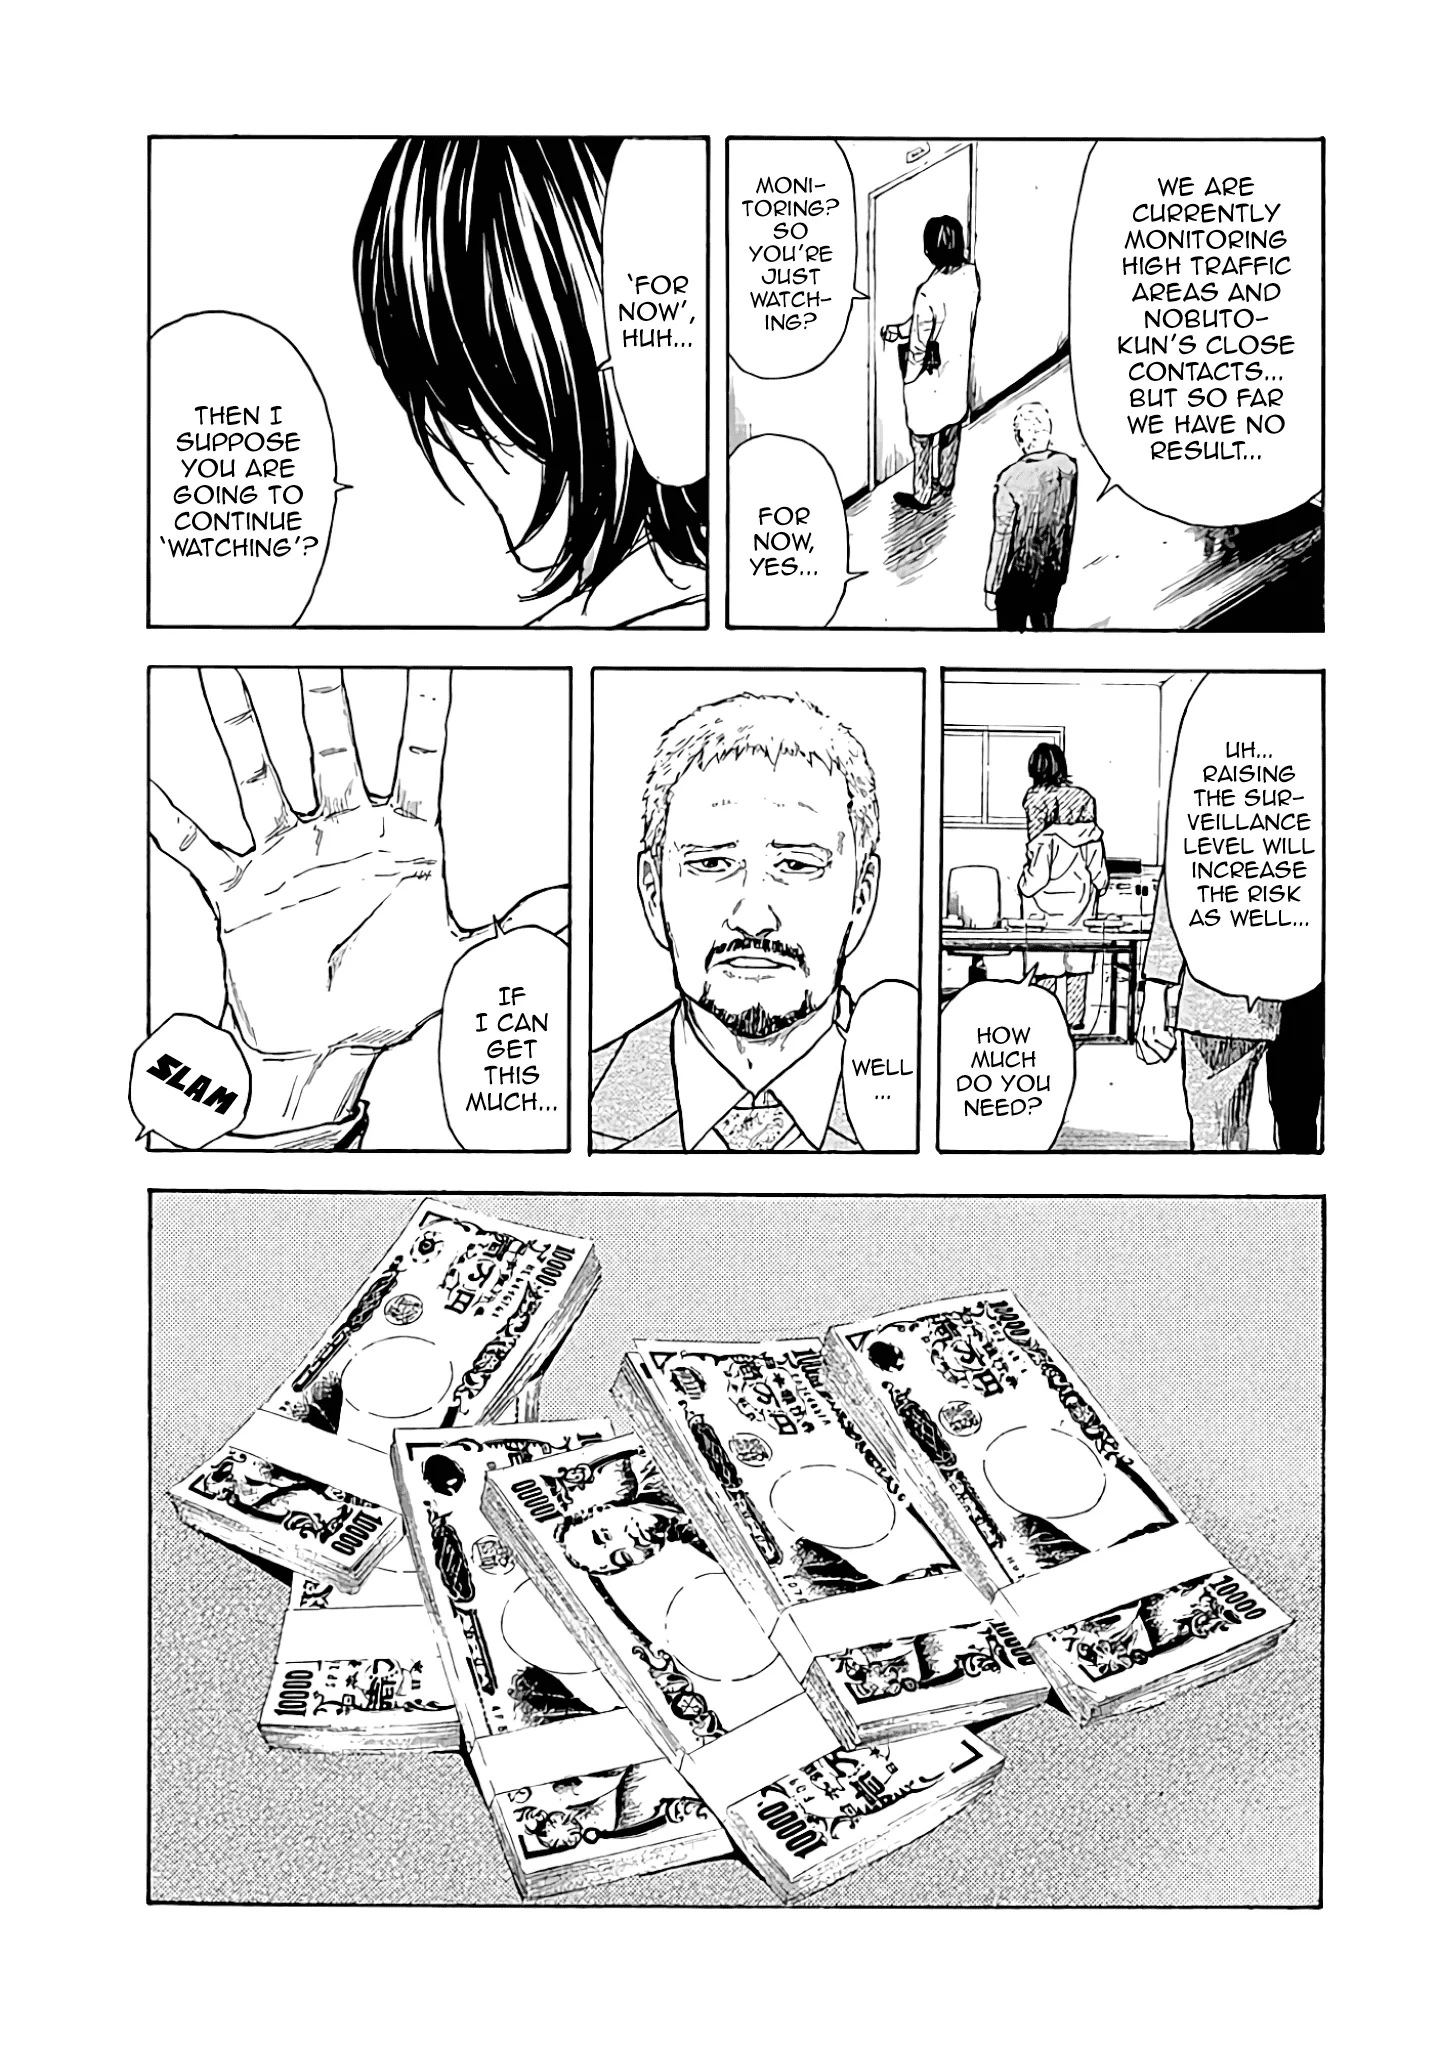 WE ARE
CURRENTLY
MONITORING
HIGH TRAFFIC
AREAS AND
NOBUTO-
KUN'S CLOSE
CONTACTS...
BUT SO FAR
WE HAVE NO
RESULT...
MONI-
TORING?
SO
YOU'RE
JUST
WATCH-
ING?
FOR
NOW,
YES...
'FOR
NOW',
HUH...
THEN I
SUPPOSE
YOU ARE
GOING TO
CONTINUE
'WATCHING'?
UH...
RAISING
THE SUR-
VEILLANCE
LEVEL WILL
INCREASE
THE RISK
AS WELL...
HOW
MUCH
DO YOU
NEED?
WELL
...
IF
I CAN
GET
THIS
MUCH...
SLAM
10000
10000
10000
10000
10000
10000
10000